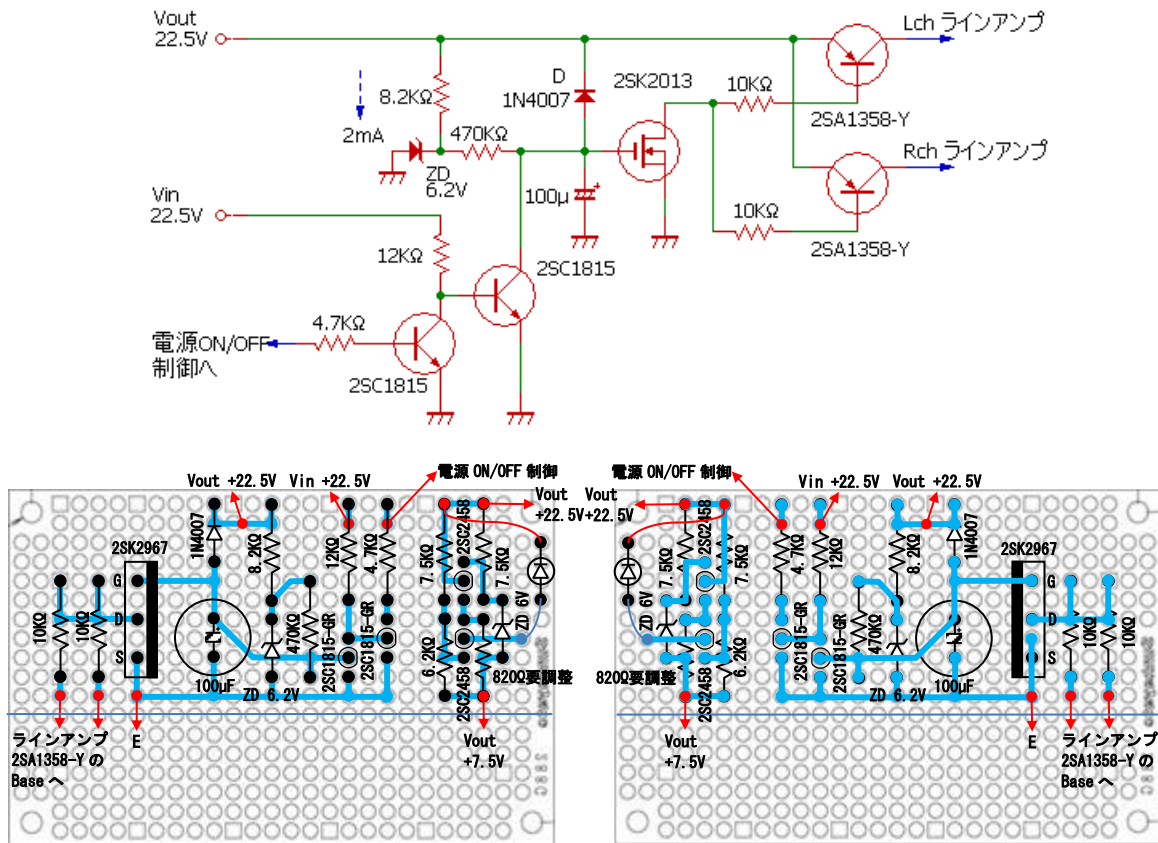 Vout
22.5V
Lch ラインアンプ
D
1N4007
2SK2013
8.2KΩ
10KΩ
2mA
470KΩ
2SA1358-Y
ZD
6.2V
Rch ラインアンプ
Vin
22.5V
100μ
+
10KΩ
2SA1358-Y
12KΩ
2SC1815
4.7KΩ
電源ON/OFF
制御へ
2SC1815
電源 ON/OFF 制御
Vout +22.5V
Vin +22.5V
Vout
+22.5V
2SK2967
1N4007
8.2KΩ
12KΩ
4.7KΩ
7.5KΩ
2SC2458
7.5KΩ
G
D
S
10KΩ
10KΩ
470KΩ
2SC1815-GR
2SC1815-GR
6.2KΩ
2SC2458
ZD 6V
820Ω要調整
100μF
ZD 6.2V
ラインアンプ
2SA1358-Y の
Base へ
E
Vout
+7.5V
電源 ON/OFF 制御
Vout
+22.5V
Vin +22.5V
Vout +22.5V
2SC2458
7.5KΩ
7.5KΩ
4.7KΩ
12KΩ
8.2KΩ
1N4007
2SK2967
G
D
S
ZD 6V
2SC2458
6.2KΩ
2SC1815-GR
2SC1815-GR
470KΩ
10KΩ
10KΩ
ZD 6.2V
100μF
Vout
+7.5V
E
ラインアンプ
2SA1358-Y の
Base へ